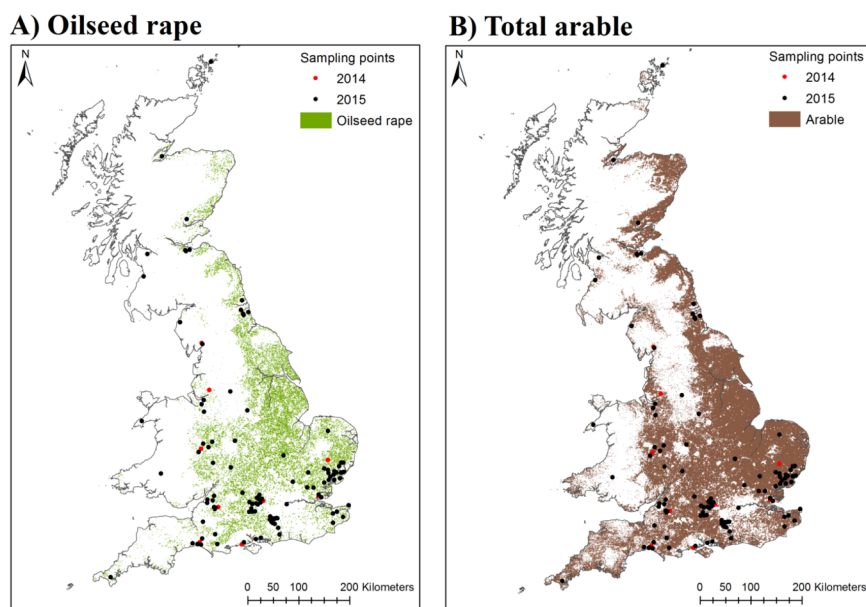 A) Oilseed rape
N
Sampling points
2014
2015
Oilseed rape
0 50 100 200 Kilometers
B) Total arable
N
Sampling points
2014
2015
Arable
0 50 100 200 Kilometers